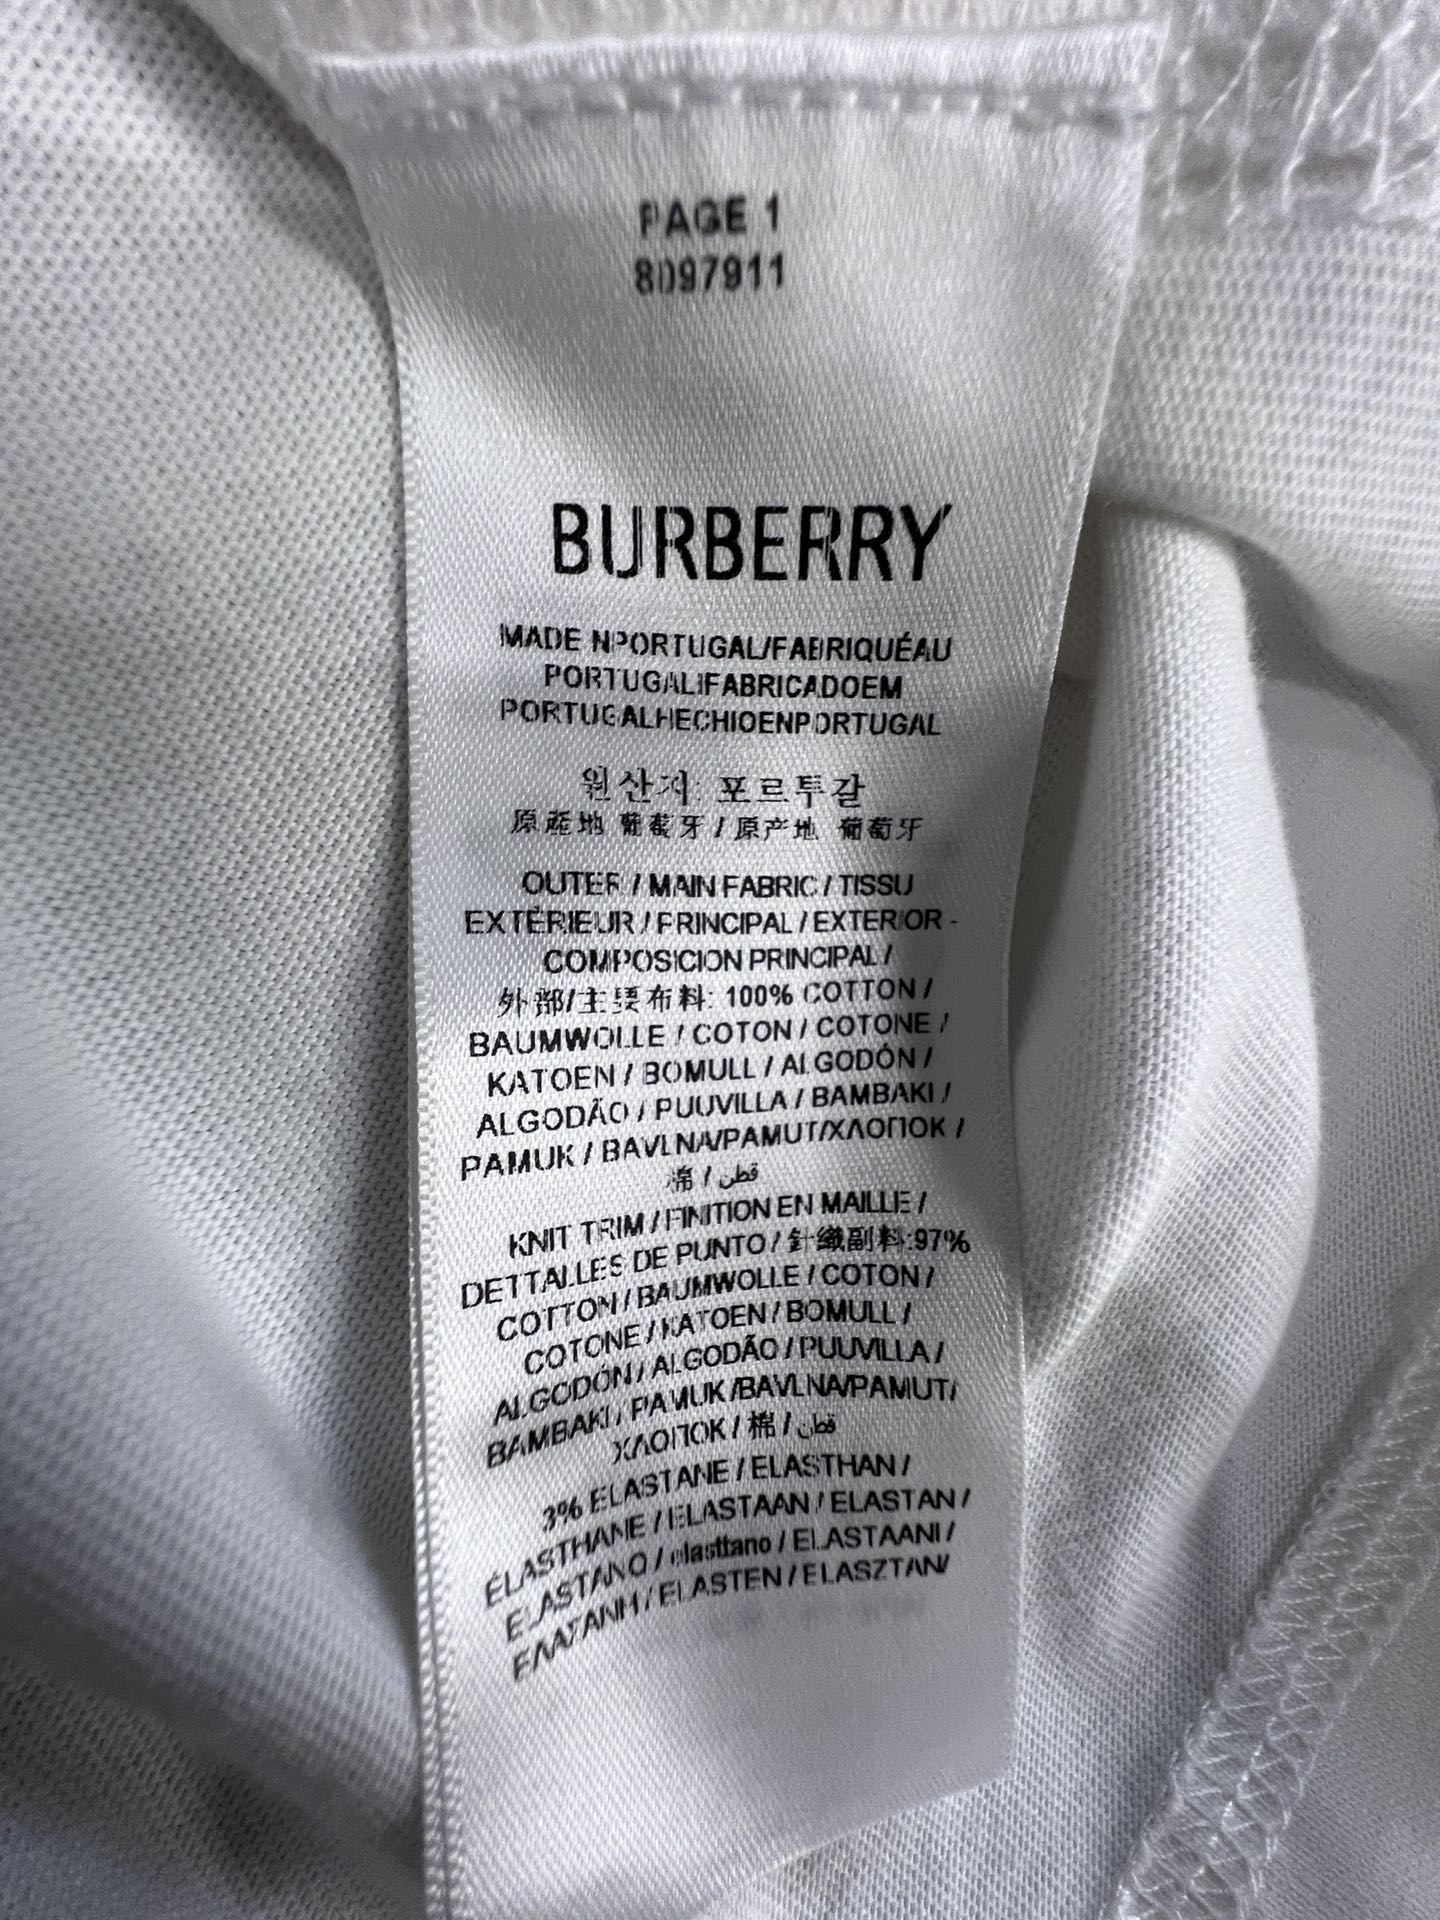 PAGE 1
8097911
BURBERRY
MADE NPORTUGAL/FABRIQUÉAU
PORTUGAL/FABRICADOEM
PORTUGALHECHIOENPORTUGAL
원산지: 포르투갈
原產地 葡萄牙 / 原产地 葡萄牙
OUTER / MAIN FABRIC / TISSU
EXTÉRIEUR / PRINCIPAL / EXTERIOR -
COMPOSICION PRINCIPAL /
外部/主要布料: 100% COTTON /
BAUMWOLLE / COTON / COTONE /
KATOEN / BOMULL / ALGODÓN /
ALGODÃO / PUUVILLA / BAMBAKI /
PAMUK / BAVLNA/PAMUT/ХЛОПОК /
棉 / قطن
KNIT TRIM / FINITION EN MAILLE /
DETTALLES DE PUNTO / 針織副料:97%
COTTON / BAUMWOLLE / COTON /
COTONE / KATOEN / BOMULL /
ALGODÓN / ALGODÃO / PUUVILLA /
BAMBAKI / PAMUK /BAVLNA/PAMUT/
ХЛОПОК / 棉 / قطن
3% ELASTANE / ELASTHAN /
ÉLASTHANE / ELASTAAN / ELASTAN /
ELASTANO / elasttano / ELASTAANI /
ΕΛΑΣΤΑΝΗ / ELASTEN / ELASZTAN/